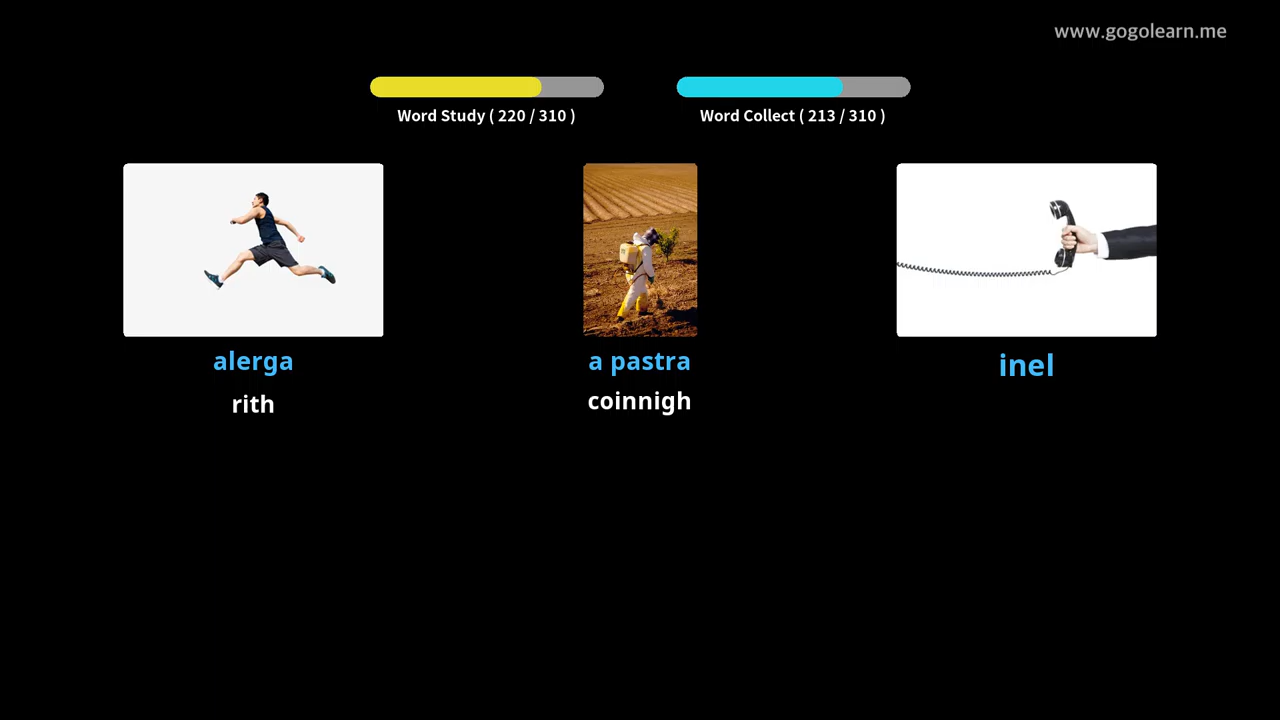 www.gogolearn.me
Word Study ( 220 / 310 )
Word Collect ( 213 / 310 )
alerga
rith
a pastra
coinnigh
inel